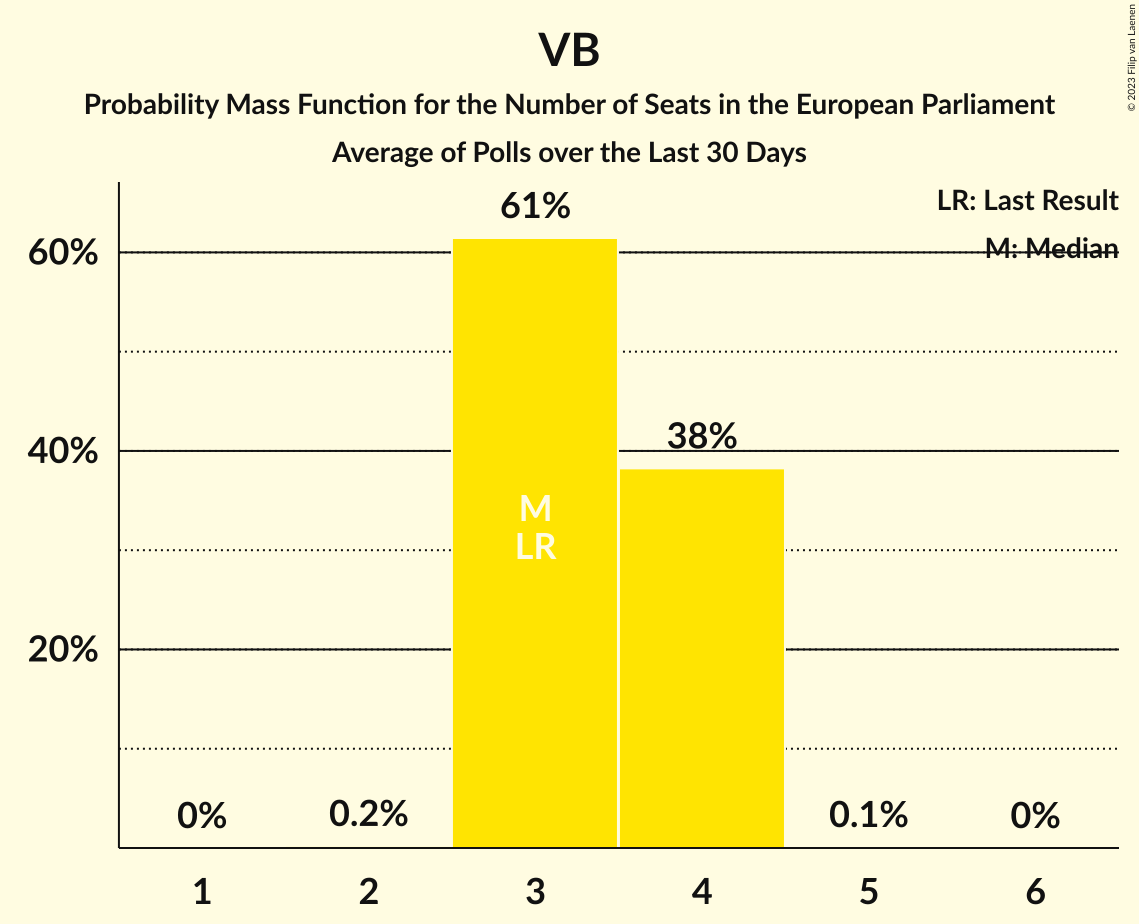 VB
Probability Mass Function for the Number of Seats in the European Parliament
Average of Polls over the Last 30 Days
© 2023 Filip van Laenen
LR: Last Result
M: Median
61%
60%
38%
40%
M
LR
20%
0%
0.2%
0.1%
0%
1
2
3
4
5
6